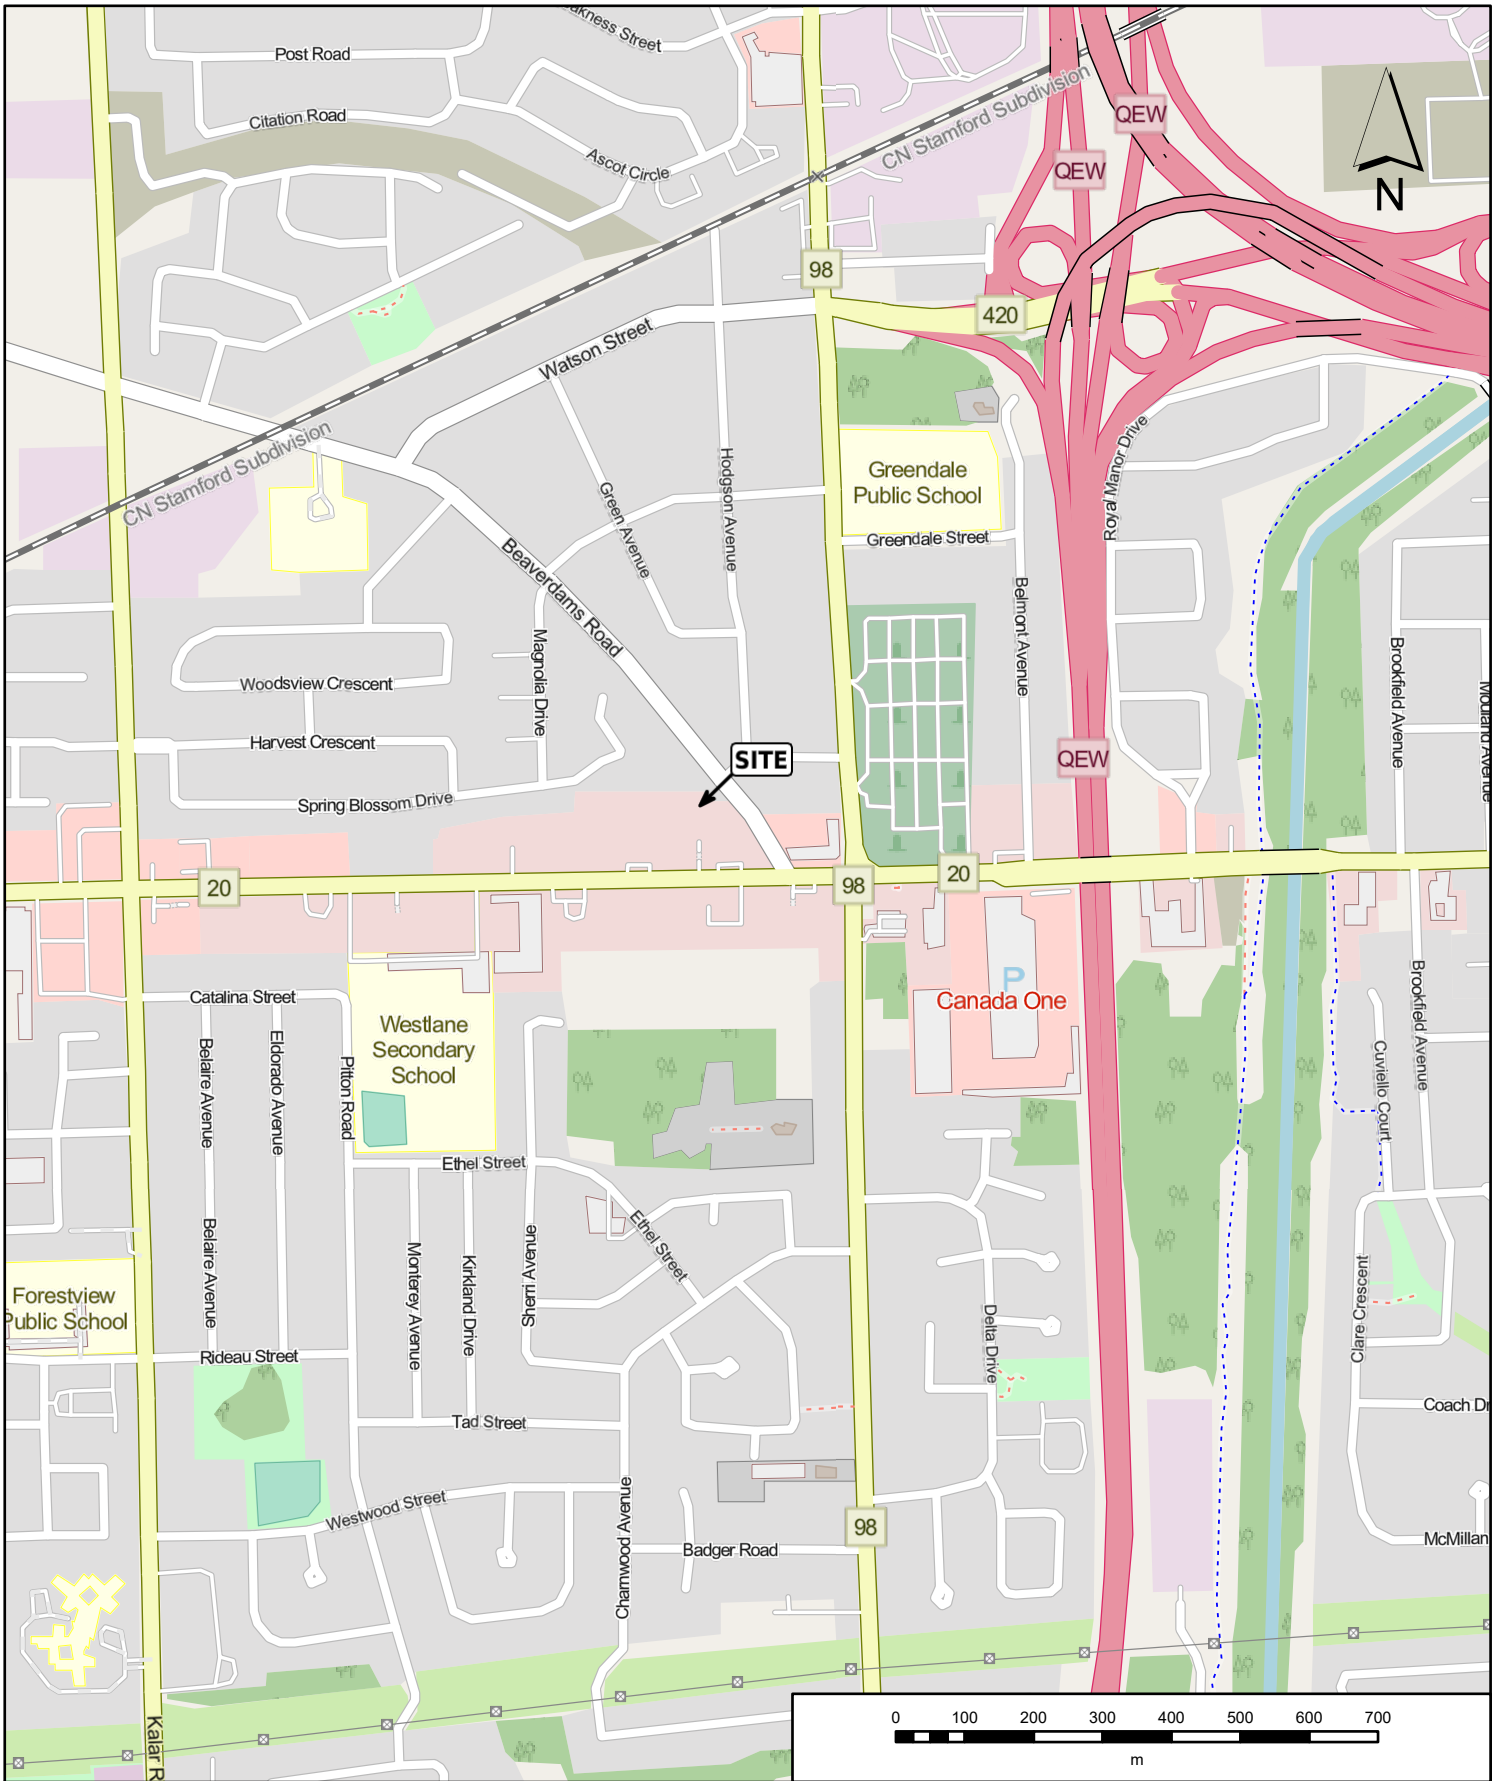 Post Road
Citation Road
Ascot Circle
CN Stamford Subdivision
QEW
QEW
N
98
420
Watson Street
CN Stamford Subdivision
Hodgson Avenue
Green Avenue
Greendale
Public School
Greendale Street
Royal Manor Drive
Beaverdams Road
Belmont Avenue
Magnolia Drive
Brookfield Avenue
Mouland Avenue
Woodsview Crescent
Harvest Crescent
SITE
QEW
Spring Blossom Drive
20
98
20
P
Canada One
Catalina Street
Westlane
Secondary
School
Belaire Avenue
Eldorado Avenue
Pitton Road
Brookfield Avenue
Cuviello Court
Ethel Street
Belaire Avenue
Monterey Avenue
Kirkland Drive
Sherri Avenue
Ethel Street
Forestview
Public School
Delta Drive
Clare Crescent
Rideau Street
Tad Street
Coach Dr
Westwood Street
Charnwood Avenue
98
Badger Road
McMillan
Kalar R
0 100 200 300 400 500 600 700
m